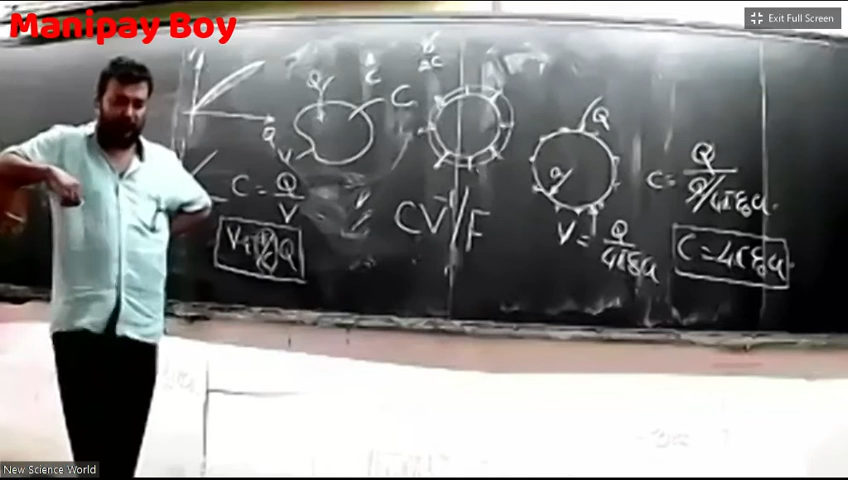 Manipay Boy
Exit Full Screen
Q
C
Q
V
C = Q/V
CV⁻¹/F
Q
a
V = Q/4πε₀a
C = Q/Q/4πε₀a
C = 4πε₀a
New Science World